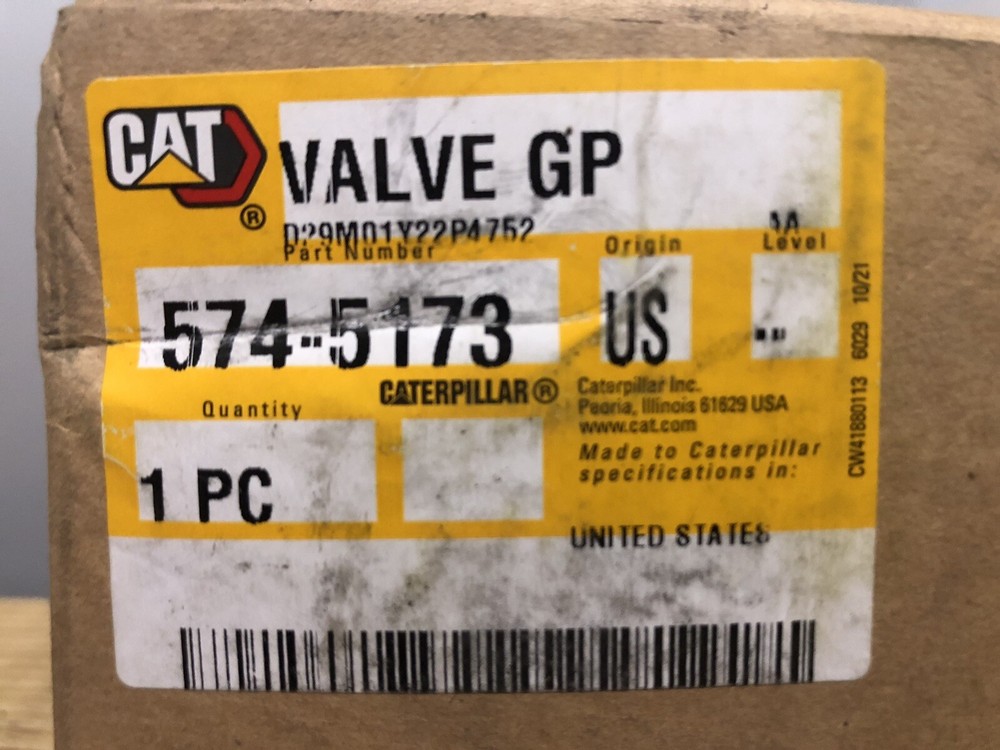 CAT
®
VALVE GP
D29M01Y22P4752
1A
Part Number
Origin
Level
574-5173
US
--
CATERPILLAR®
Caterpillar Inc.
Peoria, Illinois 61629 USA
www.cat.com
Made to Caterpillar
specifications in:
Quantity
1 PC
UNITED STATES
CW41880113 6029 10/21